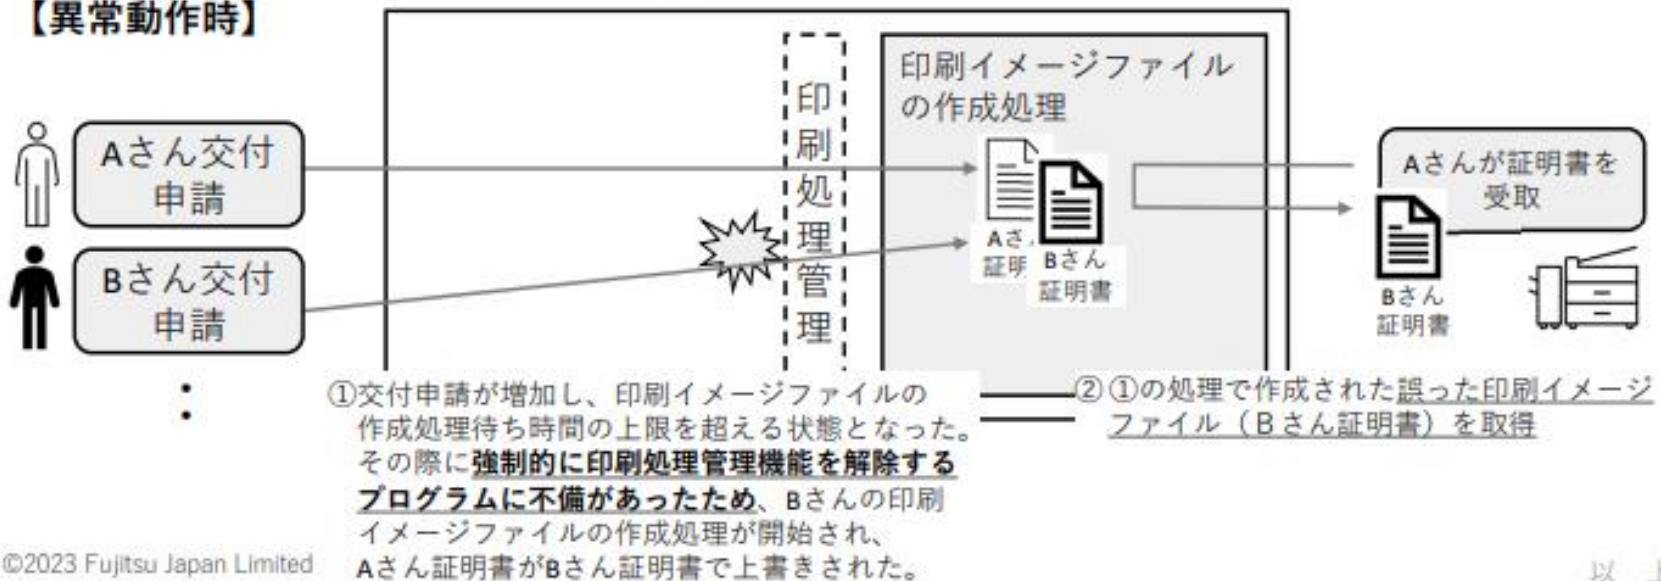 【異常動作時】
印刷処理管理
印刷イメージファイル
の作成処理
Aさん交付
申請
Aさんが証明書を
受取
Bさん交付
申請
Aさ
証明
Bさん
証明書
Bさん
証明書
①交付申請が増加し、印刷イメージファイルの
作成処理待ち時間の上限を超える状態となった。
その際に強制的に印刷処理管理機能を解除する
プログラムに不備があったため、Bさんの印刷
イメージファイルの作成処理が開始され、
Aさん証明書がBさん証明書で上書きされた。
② ①の処理で作成された誤った印刷イメージ
ファイル（Bさん証明書）を取得
©2023 Fujitsu Japan Limited
以 上